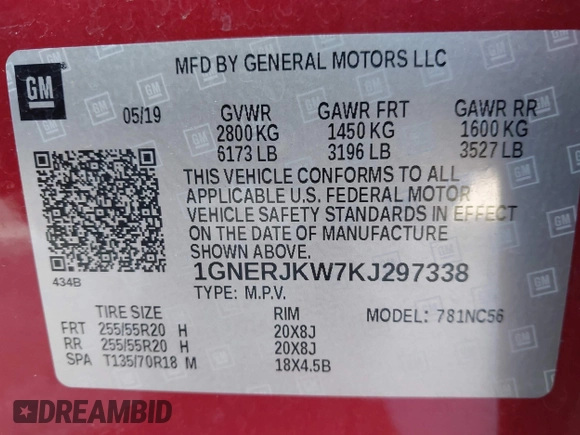 GM
MFD BY GENERAL MOTORS LLC
05/19 GVWR GAWR FRT GAWR RR
2800 KG 1450 KG 1600 KG
6173 LB 3196 LB 3527 LB
THIS VEHICLE CONFORMS TO ALL
APPLICABLE U.S. FEDERAL MOTOR
VEHICLE SAFETY STANDARDS IN EFFECT
ON THE DATE OF MANUFACTURE
SHOWN ABOVE.
434B
1GNERJKW7KJ297338
TYPE: M.P.V.
TIRE SIZE RIM MODEL: 781NC56
FRT 255/55R20 H 20X8J
RR 255/55R20 H 20X8J
SPA T135/70R18 M 18X4.5B
DREAMBID